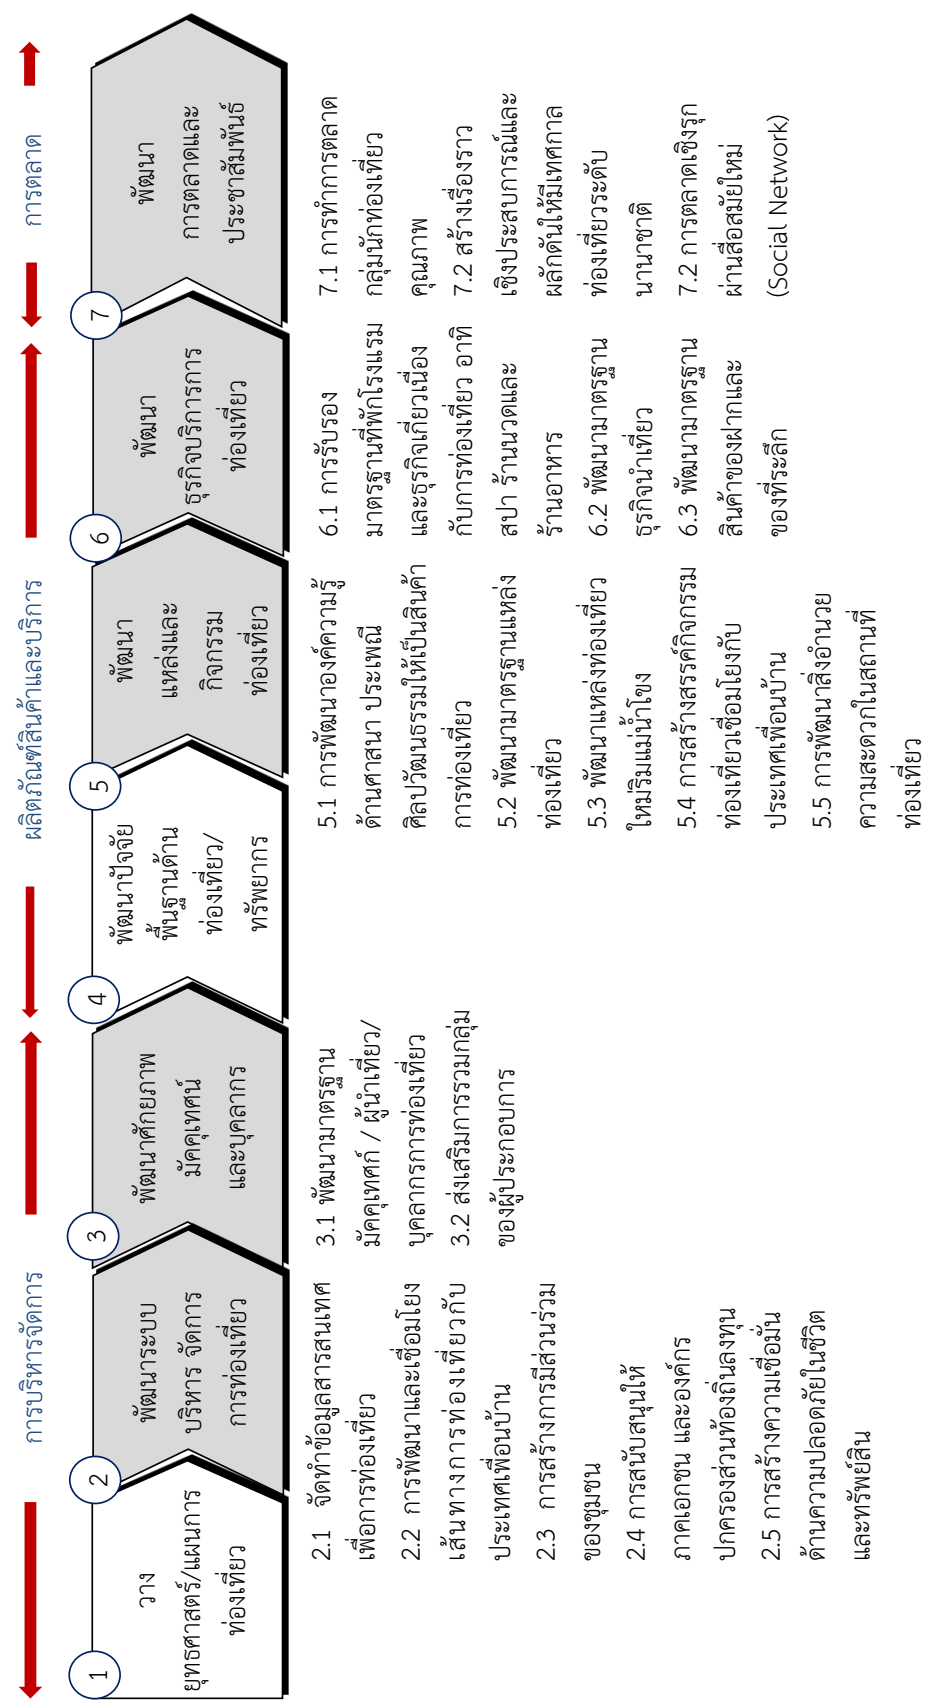 การบริหารจัดการ
ผลิตภัณฑ์สินค้าและบริการ
การตลาด
1
วาง
ยุทธศาสตร์/แผนการ
ท่องเที่ยว
2
พัฒนาระบบ
บริหาร จัดการ
การท่องเที่ยว
3
พัฒนาศักยภาพ
มัคคุเทศน์
และบุคลากร
4
พัฒนาปัจจัย
พื้นฐานด้าน
ท่องเที่ยว/
ทรัพยากร
5
พัฒนา
แหล่งและ
กิจกรรม
ท่องเที่ยว
6
พัฒนา
ธุรกิจบริการการ
ท่องเที่ยว
7
พัฒนา
การตลาดและ
ประชาสัมพันธ์
2.1 จัดทำข้อมูลสารสนเทศ
เพื่อการท่องเที่ยว
2.2 การพัฒนาและเชื่อมโยง
เส้นทางการท่องเที่ยวกับ
ประเทศเพื่อนบ้าน
2.3 การสร้างการมีส่วนร่วม
ของชุมชน
2.4 การสนับสนุนให้
ภาคเอกชน และองค์กร
ปกครองส่วนท้องถิ่นลงทุน
2.5 การสร้างความเชื่อมั่น
ด้านความปลอดภัยในชีวิต
และทรัพย์สิน
3.1 พัฒนามาตรฐาน
มัคคุเทศก์ / ผู้นำเที่ยว/
บุคลากรการท่องเที่ยว
3.2 ส่งเสริมการรวมกลุ่ม
ของผู้ประกอบการ
5.1 การพัฒนาองค์ความรู้
ด้านศาสนา ประเพณี
ศิลปวัฒนธรรมให้เป็นสินค้า
การท่องเที่ยว
5.2 พัฒนามาตรฐานแหล่ง
ท่องเที่ยว
5.3 พัฒนาแหล่งท่องเที่ยว
ใหม่ริมแม่น้ำโขง
5.4 การสร้างสรรค์กิจกรรม
ท่องเที่ยวเชื่อมโยงกับ
ประเทศเพื่อนบ้าน
5.5 การพัฒนาสิ่งอำนวย
ความสะดวกในสถานที่
ท่องเที่ยว
6.1 การรับรอง
มาตรฐานที่พักโรงแรม
และธุรกิจเกี่ยวเนื่อง
กับการท่องเที่ยว อาทิ
สปา ร้านนวดและ
ร้านอาหาร
6.2 พัฒนามาตรฐาน
ธุรกิจนำเที่ยว
6.3 พัฒนามาตรฐาน
สินค้าของฝากและ
ของที่ระลึก
7.1 การทำการตลาด
กลุ่มนักท่องเที่ยว
คุณภาพ
7.2 สร้างเรื่องราว
เชิงประสบการณ์และ
ผลักดันให้มีเทศกาล
ท่องเที่ยวระดับ
นานาชาติ
7.2 การตลาดเชิงรุก
ผ่านสื่อสมัยใหม่
(Social Network)